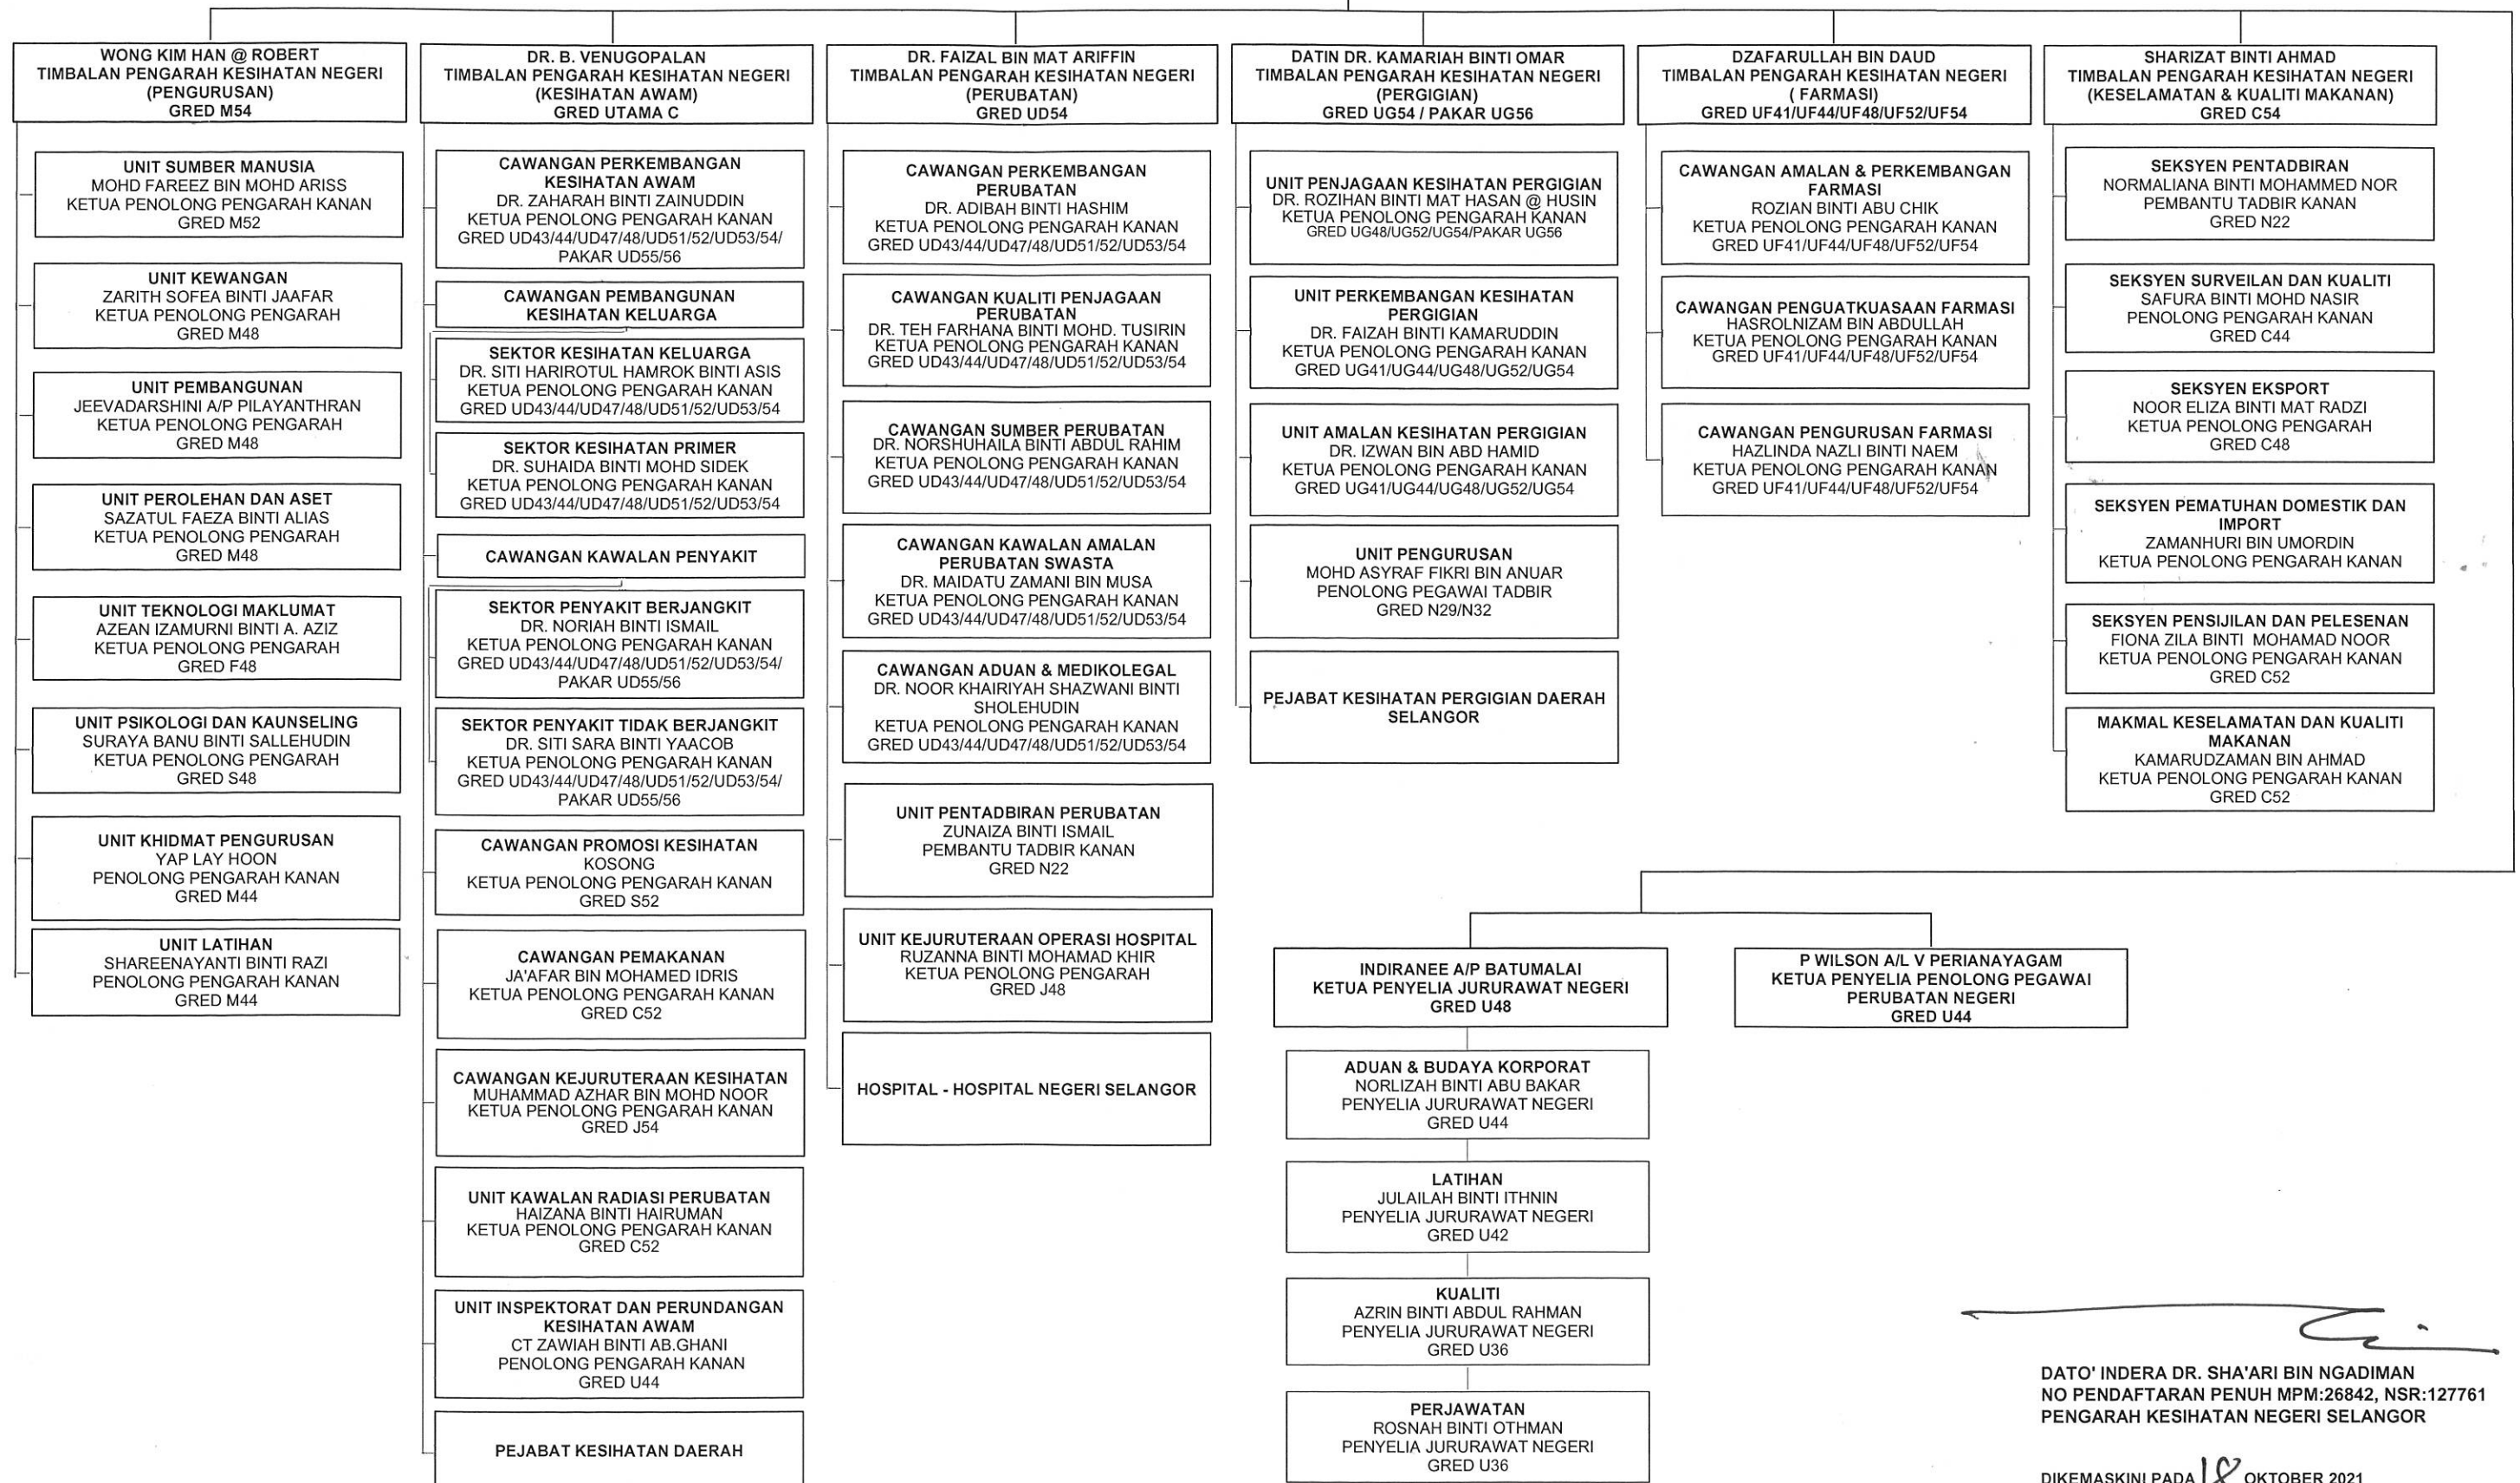 WONG KIM HAN @ ROBERT
TIMBALAN PENGARAH KESIHATAN NEGERI
(PENGURUSAN)
GRED M54
UNIT SUMBER MANUSIA
MOHD FAREEZ BIN MOHD ARISS
KETUA PENOLONG PENGARAH KANAN
GRED M52
UNIT KEWANGAN
ZARITH SOFEA BINTI JAAFAR
KETUA PENOLONG PENGARAH
GRED M48
UNIT PEMBANGUNAN
JEEVADARSHINI A/P PILAYANTHRAN
KETUA PENOLONG PENGARAH
GRED M48
UNIT PEROLEHAN DAN ASET
SAZATUL FAEZA BINTI ALIAS
KETUA PENOLONG PENGARAH
GRED M48
UNIT TEKNOLOGI MAKLUMAT
AZEAN IZAMURNI BINTI A. AZIZ
KETUA PENOLONG PENGARAH
GRED F48
UNIT PSIKOLOGI DAN KAUNSELING
SURAYA BANU BINTI SALLEHUDIN
KETUA PENOLONG PENGARAH
GRED S48
UNIT KHIDMAT PENGURUSAN
YAP LAY HOON
PENOLONG PENGARAH KANAN
GRED M44
UNIT LATIHAN
SHAREENAYANTI BINTI RAZI
PENOLONG PENGARAH KANAN
GRED M44
DR. B. VENUGOPALAN
TIMBALAN PENGARAH KESIHATAN NEGERI
(KESIHATAN AWAM)
GRED UTAMA C
CAWANGAN PERKEMBANGAN
KESIHATAN AWAM
DR. ZAHARAH BINTI ZAINUDDIN
KETUA PENOLONG PENGARAH KANAN
GRED UD43/44/UD47/48/UD51/52/UD53/54/
PAKAR UD55/56
CAWANGAN PEMBANGUNAN
KESIHATAN KELUARGA
SEKTOR KESIHATAN KELUARGA
DR. SITI HARIROTUL HAMROK BINTI ASIS
KETUA PENOLONG PENGARAH KANAN
GRED UD43/44/UD47/48/UD51/52/UD53/54
SEKTOR KESIHATAN PRIMER
DR. SUHAIDA BINTI MOHD SIDEK
KETUA PENOLONG PENGARAH KANAN
GRED UD43/44/UD47/48/UD51/52/UD53/54
CAWANGAN KAWALAN PENYAKIT
SEKTOR PENYAKIT BERJANGKIT
DR. NORIAH BINTI ISMAIL
KETUA PENOLONG PENGARAH KANAN
GRED UD43/44/UD47/48/UD51/52/UD53/54/
PAKAR UD55/56
SEKTOR PENYAKIT TIDAK BERJANGKIT
DR. SITI SARA BINTI YAACOB
KETUA PENOLONG PENGARAH KANAN
GRED UD43/44/UD47/48/UD51/52/UD53/54/
PAKAR UD55/56
CAWANGAN PROMOSI KESIHATAN
KOSONG
KETUA PENOLONG PENGARAH KANAN
GRED S52
CAWANGAN PEMAKANAN
JA'AFAR BIN MOHAMED IDRIS
KETUA PENOLONG PENGARAH KANAN
GRED C52
CAWANGAN KEJURUTERAAN KESIHATAN
MUHAMMAD AZHAR BIN MOHD NOOR
KETUA PENOLONG PENGARAH KANAN
GRED J54
UNIT KAWALAN RADIASI PERUBATAN
HAIZANA BINTI HAIRUMAN
KETUA PENOLONG PENGARAH KANAN
GRED C52
UNIT INSPEKTORAT DAN PERUNDANGAN
KESIHATAN AWAM
CT ZAWIAH BINTI AB.GHANI
PENOLONG PENGARAH KANAN
GRED U44
PEJABAT KESIHATAN DAERAH
DR. FAIZAL BIN MAT ARIFFIN
TIMBALAN PENGARAH KESIHATAN NEGERI
(PERUBATAN)
GRED UD54
CAWANGAN PERKEMBANGAN
PERUBATAN
DR. ADIBAH BINTI HASHIM
KETUA PENOLONG PENGARAH KANAN
GRED UD43/44/UD47/48/UD51/52/UD53/54
CAWANGAN KUALITI PENJAGAAN
PERUBATAN
DR. TEH FARHANA BINTI MOHD. TUSIRIN
KETUA PENOLONG PENGARAH KANAN
GRED UD43/44/UD47/48/UD51/52/UD53/54
CAWANGAN SUMBER PERUBATAN
DR. NORSHUHAILA BINTI ABDUL RAHIM
KETUA PENOLONG PENGARAH KANAN
GRED UD43/44/UD47/48/UD51/52/UD53/54
CAWANGAN KAWALAN AMALAN
PERUBATAN SWASTA
DR. MAIDATU ZAMANI BIN MUSA
KETUA PENOLONG PENGARAH KANAN
GRED UD43/44/UD47/48/UD51/52/UD53/54
CAWANGAN ADUAN & MEDIKOLEGAL
DR. NOOR KHAIRIYAH SHAZWANI BINTI
SHOLEHUDIN
KETUA PENOLONG PENGARAH KANAN
GRED UD43/44/UD47/48/UD51/52/UD53/54
UNIT PENTADBIRAN PERUBATAN
ZUNAIZA BINTI ISMAIL
PEMBANTU TADBIR KANAN
GRED N22
UNIT KEJURUTERAAN OPERASI HOSPITAL
RUZANNA BINTI MOHAMAD KHIR
KETUA PENOLONG PENGARAH
GRED J48
HOSPITAL - HOSPITAL NEGERI SELANGOR
DATIN DR. KAMARIAH BINTI OMAR
TIMBALAN PENGARAH KESIHATAN NEGERI
(PERGIGIAN)
GRED UG54 / PAKAR UG56
UNIT PENJAGAAN KESIHATAN PERGIGIAN
DR. ROZIHAN BINTI MAT HASAN @ HUSIN
KETUA PENOLONG PENGARAH KANAN
GRED UG48/UG52/UG54/PAKAR UG56
UNIT PERKEMBANGAN KESIHATAN
PERGIGIAN
DR. FAIZAH BINTI KAMARUDDIN
KETUA PENOLONG PENGARAH KANAN
GRED UG41/UG44/UG48/UG52/UG54
UNIT AMALAN KESIHATAN PERGIGIAN
DR. IZWAN BIN ABD HAMID
KETUA PENOLONG PENGARAH KANAN
GRED UG41/UG44/UG48/UG52/UG54
UNIT PENGURUSAN
MOHD ASYRAF FIKRI BIN ANUAR
PENOLONG PEGAWAI TADBIR
GRED N29/N32
PEJABAT KESIHATAN PERGIGIAN DAERAH
SELANGOR
DZAFARULLAH BIN DAUD
TIMBALAN PENGARAH KESIHATAN NEGERI
( FARMASI)
GRED UF41/UF44/UF48/UF52/UF54
CAWANGAN AMALAN & PERKEMBANGAN
FARMASI
ROZIAN BINTI ABU CHIK
KETUA PENOLONG PENGARAH KANAN
GRED UF41/UF44/UF48/UF52/UF54
CAWANGAN PENGUATKUASAAN FARMASI
HASROLNIZAM BIN ABDULLAH
KETUA PENOLONG PENGARAH KANAN
GRED UF41/UF44/UF48/UF52/UF54
CAWANGAN PENGURUSAN FARMASI
HAZLINDA NAZLI BINTI NAEM
KETUA PENOLONG PENGARAH KANAN
GRED UF41/UF44/UF48/UF52/UF54
SHARIZAT BINTI AHMAD
TIMBALAN PENGARAH KESIHATAN NEGERI
(KESELAMATAN & KUALITI MAKANAN)
GRED C54
SEKSYEN PENTADBIRAN
NORMALIANA BINTI MOHAMMED NOR
PEMBANTU TADBIR KANAN
GRED N22
SEKSYEN SURVEILAN DAN KUALITI
SAFURA BINTI MOHD NASIR
PENOLONG PENGARAH KANAN
GRED C44
SEKSYEN EKSPORT
NOOR ELIZA BINTI MAT RADZI
KETUA PENOLONG PENGARAH
GRED C48
SEKSYEN PEMATUHAN DOMESTIK DAN
IMPORT
ZAMANHURI BIN UMORDIN
KETUA PENOLONG PENGARAH KANAN
SEKSYEN PENSIJILAN DAN PELESENAN
FIONA ZILA BINTI MOHAMAD NOOR
KETUA PENOLONG PENGARAH KANAN
GRED C52
MAKMAL KESELAMATAN DAN KUALITI
MAKANAN
KAMARUDZAMAN BIN AHMAD
KETUA PENOLONG PENGARAH KANAN
GRED C52
INDIRANEE A/P BATUMALAI
KETUA PENYELIA JURURAWAT NEGERI
GRED U48
ADUAN & BUDAYA KORPORAT
NORLIZAH BINTI ABU BAKAR
PENYELIA JURURAWAT NEGERI
GRED U44
LATIHAN
JULAILAH BINTI ITHNIN
PENYELIA JURURAWAT NEGERI
GRED U42
KUALITI
AZRIN BINTI ABDUL RAHMAN
PENYELIA JURURAWAT NEGERI
GRED U36
PERJAWATAN
ROSNAH BINTI OTHMAN
PENYELIA JURURAWAT NEGERI
GRED U36
P WILSON A/L V PERIANAYAGAM
KETUA PENYELIA PENOLONG PEGAWAI
PERUBATAN NEGERI
GRED U44
DATO' INDERA DR. SHA'ARI BIN NGADIMAN
NO PENDAFTARAN PENUH MPM:26842, NSR:127761
PENGARAH KESIHATAN NEGERI SELANGOR
DIKEMASKINI PADA 18 OKTOBER 2021